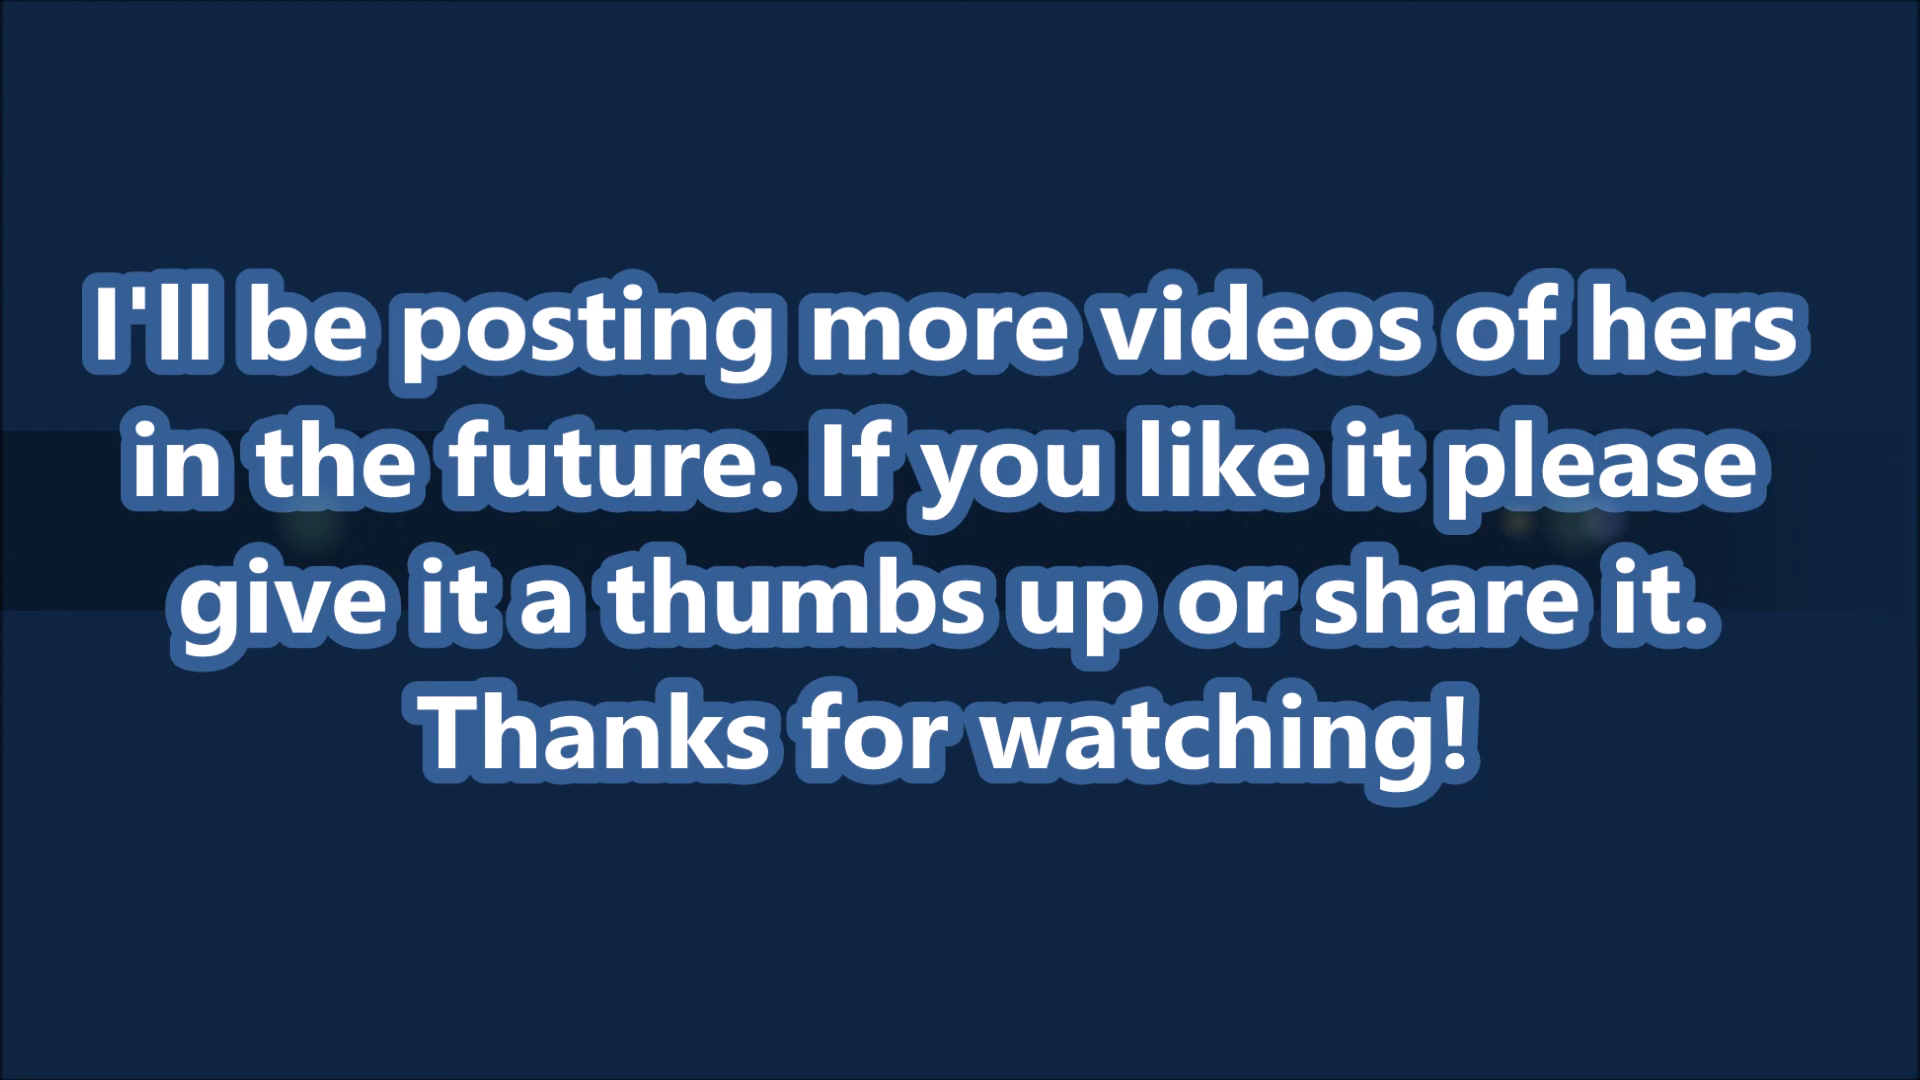 I'll be posting more videos of hers
in the future. If you like it please
give it a thumbs up or share it.
Thanks for watching!